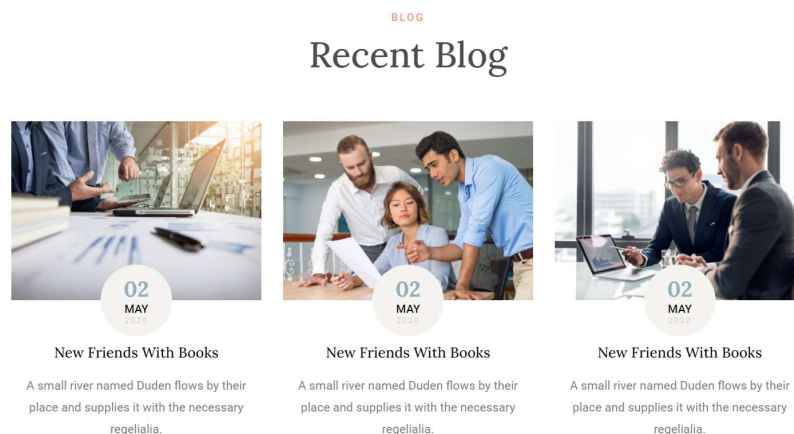 BLOG
Recent Blog
02
MAY
2020
02
MAY
2020
02
MAY
2020
New Friends With Books
New Friends With Books
New Friends With Books
A small river named Duden flows by their
place and supplies it with the necessary
regelialia.
A small river named Duden flows by their
place and supplies it with the necessary
regelialia.
A small river named Duden flows by their
place and supplies it with the necessary
regelialia.